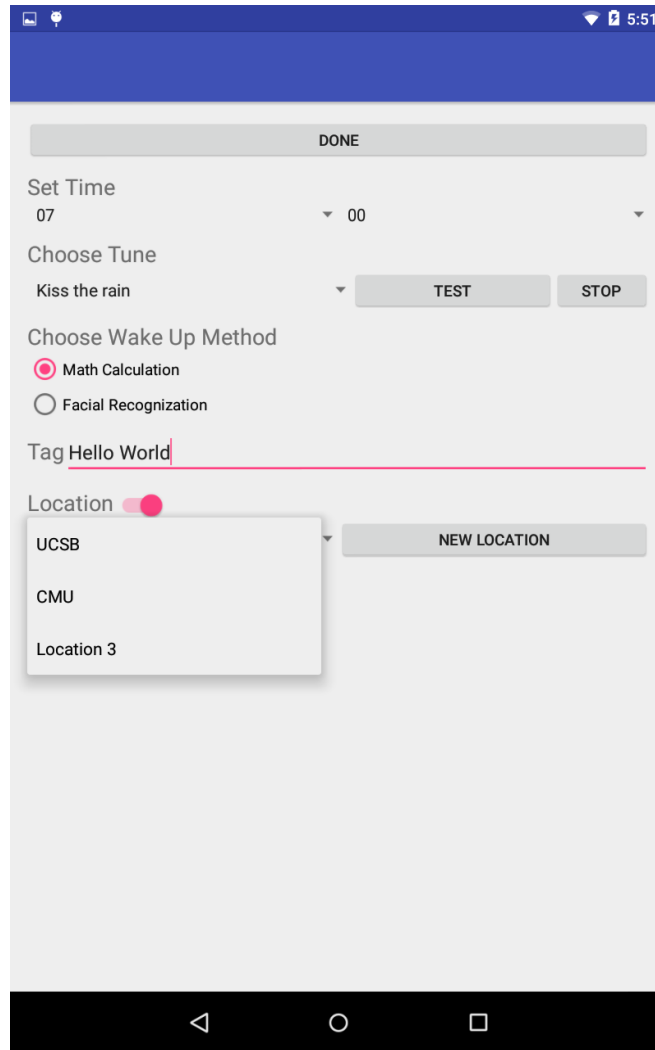 5:51
DONE
Set Time
07 00
Choose Tune
Kiss the rain TEST STOP
Choose Wake Up Method
Math Calculation
Facial Recognization
Tag Hello World
Location
UCSB NEW LOCATION
CMU
Location 3